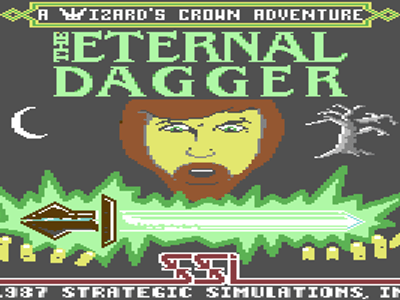 A WIZARD'S CROWN ADVENTURE
THE ETERNAL
DAGGER
SSI
1987 STRATEGIC SIMULATIONS, IN